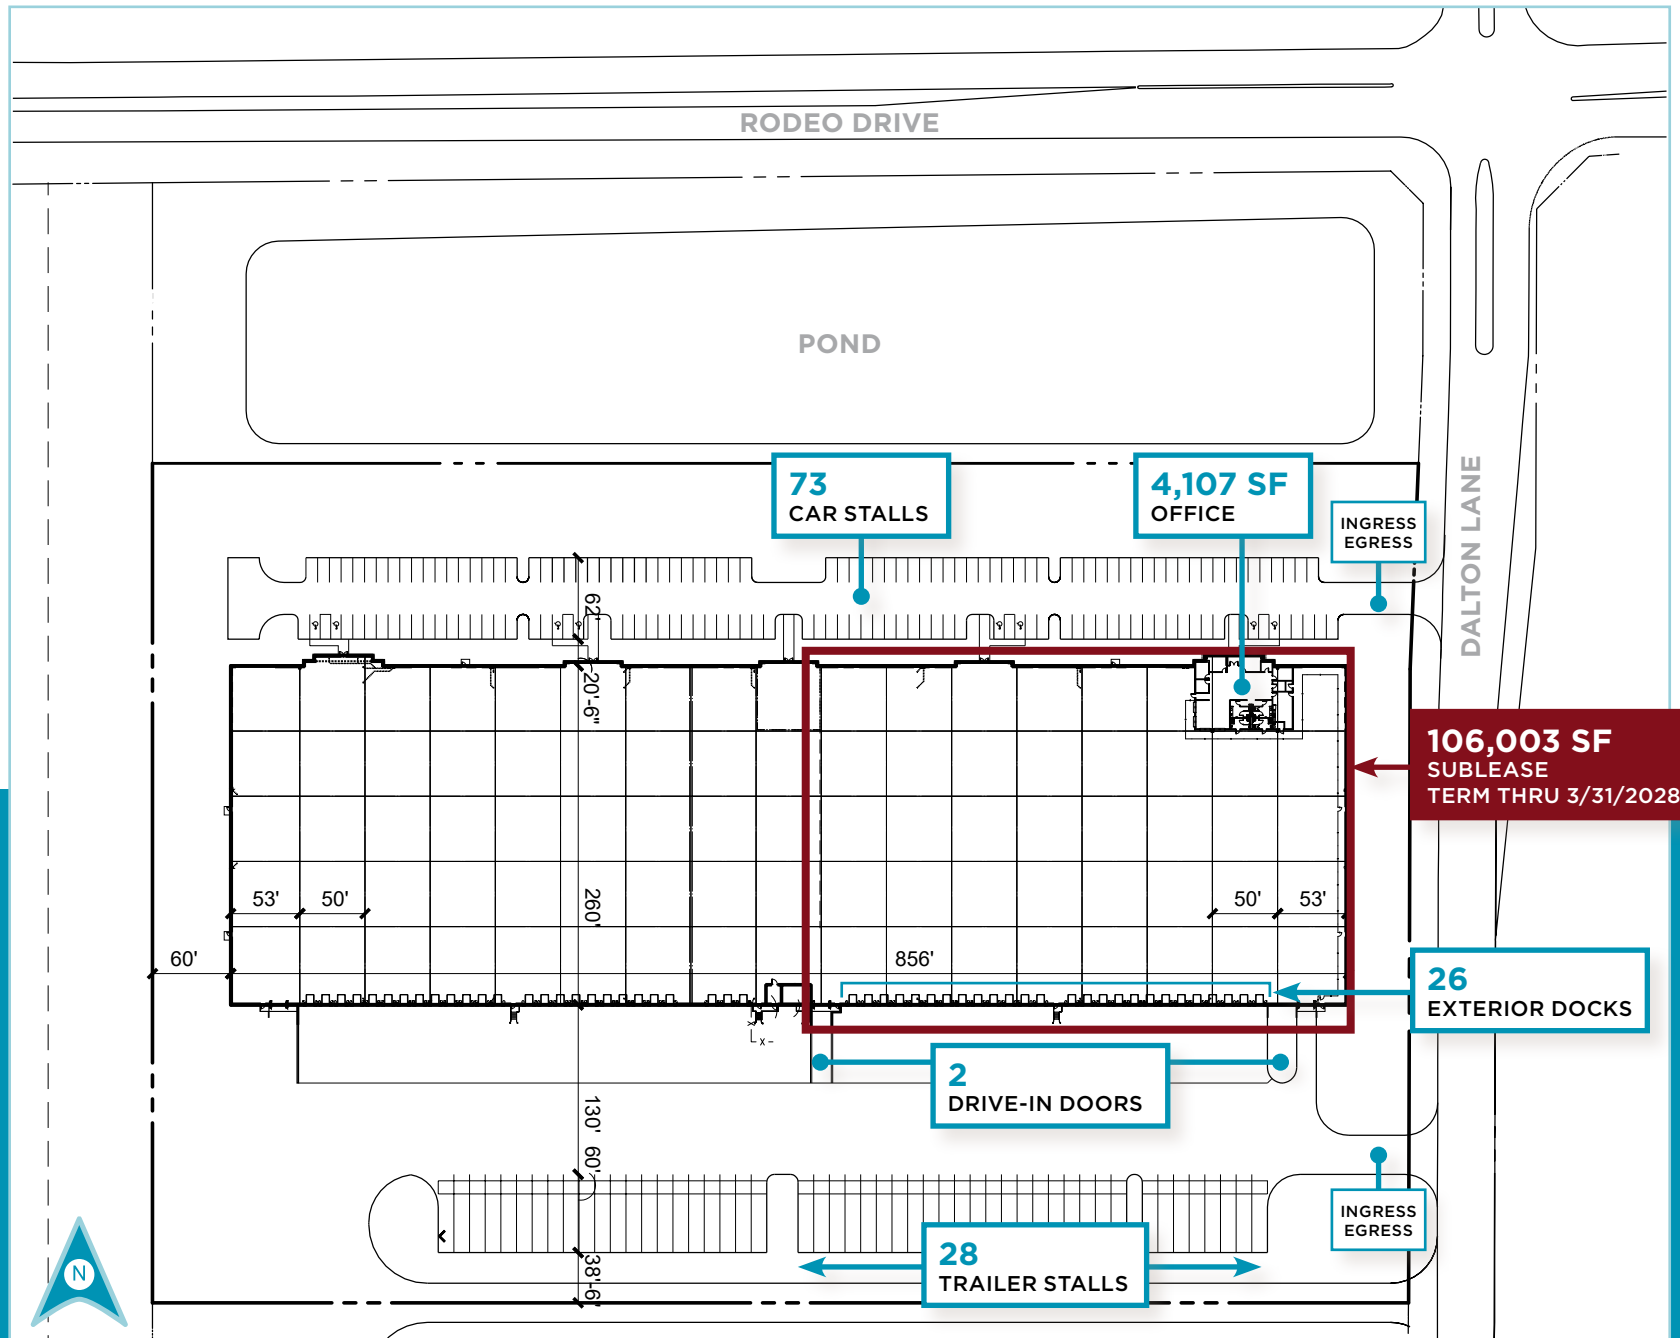 RODEO DRIVE
POND
DALTON LANE
73
CAR STALLS
4,107 SF
OFFICE
INGRESS
EGRESS
62'
20'-6"
106,003 SF
SUBLEASE
TERM THRU 3/31/2028
53'
50'
260'
50'
53'
60'
856'
26
EXTERIOR DOCKS
2
DRIVE-IN DOORS
130'
60'
INGRESS
EGRESS
28
TRAILER STALLS
38'-6"
N